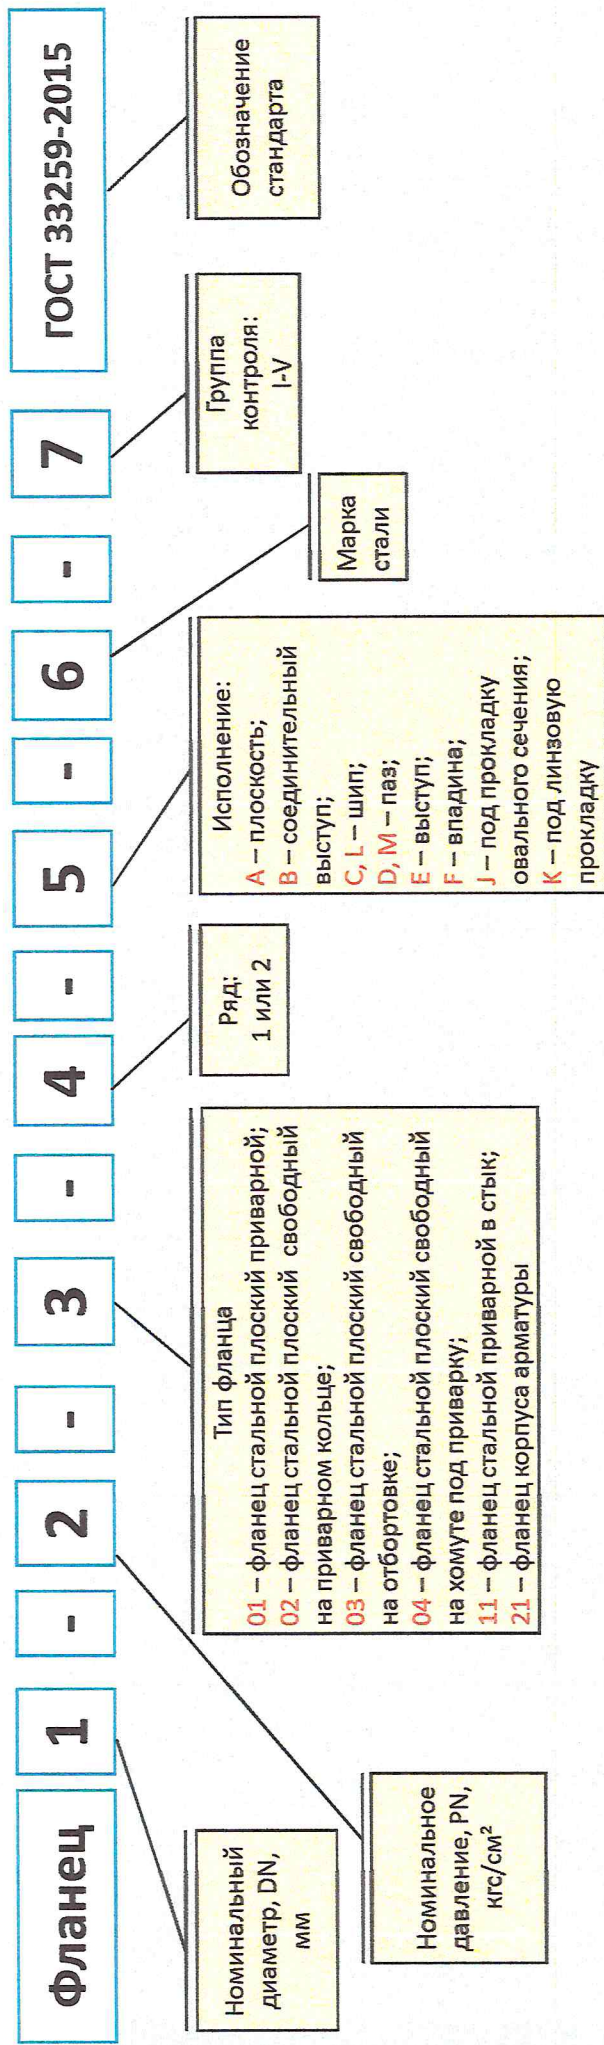 Фланец 1 - 2 - 3 - 4 - 5 - 6 - 7 ГОСТ 33259-2015
Номинальный
диаметр, DN,
мм
Номинальное
давление, PN,
кгс/см²
Тип фланца
01 – фланец стальной плоский приварной;
02 – фланец стальной плоский свободный
на приварном кольце;
03 – фланец стальной плоский свободный
на отбортовке;
04 – фланец стальной плоский свободный
на хомуте под приварку;
11 – фланец стальной приварной в стык;
21 – фланец корпуса арматуры
Ряд:
1 или 2
Исполнение:
A – плоскость;
B – соединительный
выступ;
C, L – шип;
D, M – паз;
E – выступ;
F – впадина;
J – под прокладку
овального сечения;
K – под линзовую
прокладку
Марка
стали
Группа
контроля:
I-V
Обозначение
стандарта